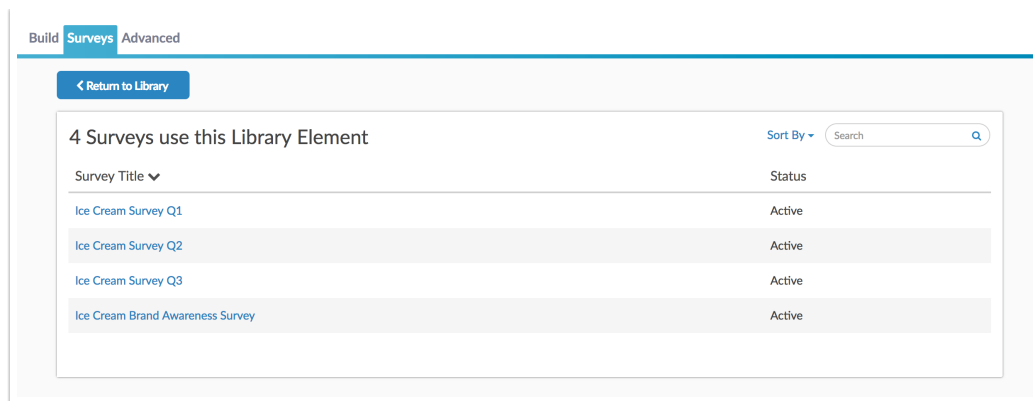 Build Surveys Advanced
Return to Library
4 Surveys use this Library Element
Sort By
Search
Survey Title Status
Ice Cream Survey Q1 Active
Ice Cream Survey Q2 Active
Ice Cream Survey Q3 Active
Ice Cream Brand Awareness Survey Active